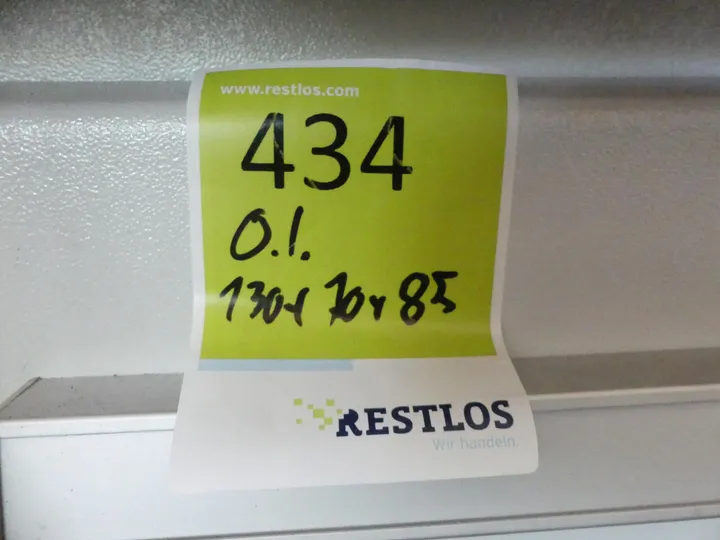 www.restlos.com
434
O.I.
130x70x85
RESTLOS
Wir handeln.